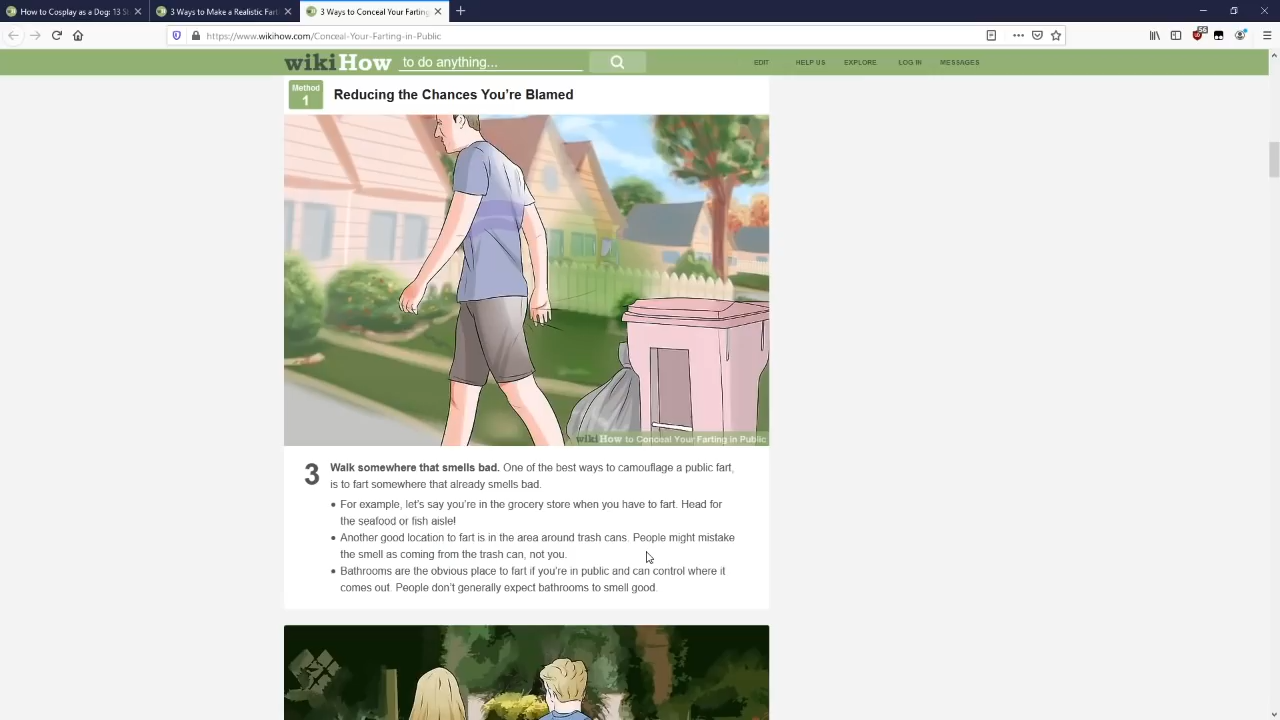 How to Cosplay as a Dog: 13 S
3 Ways to Make a Realistic Fart
3 Ways to Conceal Your Farting
https://www.wikihow.com/Conceal-Your-Farting-in-Public
56
wikiHow to do anything...
EDIT HELP US EXPLORE LOG IN MESSAGES
Method
1
Reducing the Chances You're Blamed
wikiHow to Conceal Your Farting in Public
3 Walk somewhere that smells bad. One of the best ways to camouflage a public fart,
is to fart somewhere that already smells bad.
• For example, let's say you're in the grocery store when you have to fart. Head for
the seafood or fish aisle!
• Another good location to fart is in the area around trash cans. People might mistake
the smell as coming from the trash can, not you.
• Bathrooms are the obvious place to fart if you're in public and can control where it
comes out. People don't generally expect bathrooms to smell good.